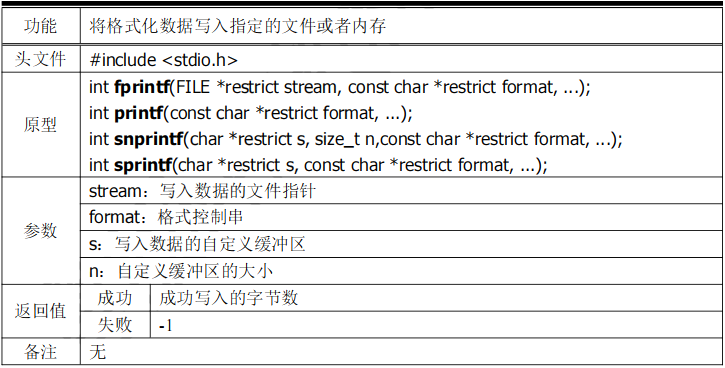 功能 将格式化数据写入指定的文件或者内存
头文件 #include <stdio.h>
原型
int fprintf(FILE *restrict stream, const char *restrict format, ...);
int printf(const char *restrict format, ...);
int snprintf(char *restrict s, size_t n,const char *restrict format, ...);
int sprintf(char *restrict s, const char *restrict format, ...);
参数
stream：写入数据的文件指针
format：格式控制串
s：写入数据的自定义缓冲区
n：自定义缓冲区的大小
返回值
成功 成功写入的字节数
失败 -1
备注 无